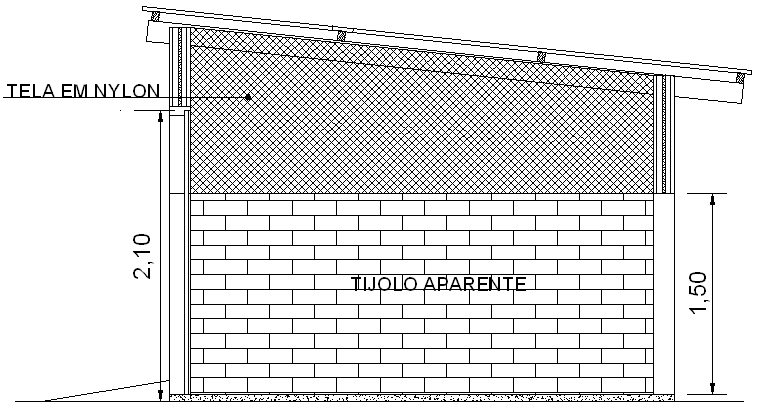 TELA EM NYLON
2,10
TIJOLO APARENTE
1,50